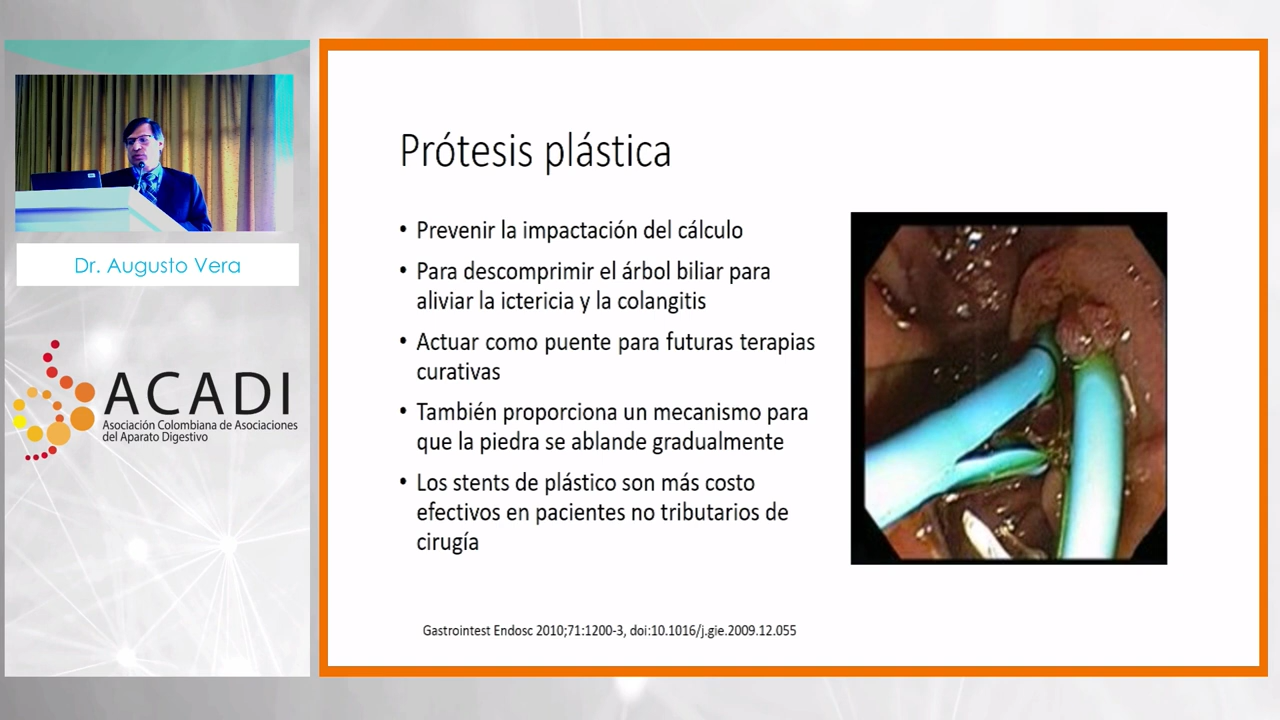 Dr. Augusto Vera
ACADI
Asociación Colombiana de Asociaciones
del Aparato Digestivo
Prótesis plástica
• Prevenir la impactación del cálculo
• Para descomprimir el árbol biliar para
aliviar la ictericia y la colangitis
• Actuar como puente para futuras terapias
curativas
• También proporciona un mecanismo para
que la piedra se ablande gradualmente
• Los stents de plástico son más costo
efectivos en pacientes no tributarios de
cirugía
Gastrointest Endosc 2010;71:1200-3, doi:10.1016/j.gie.2009.12.055